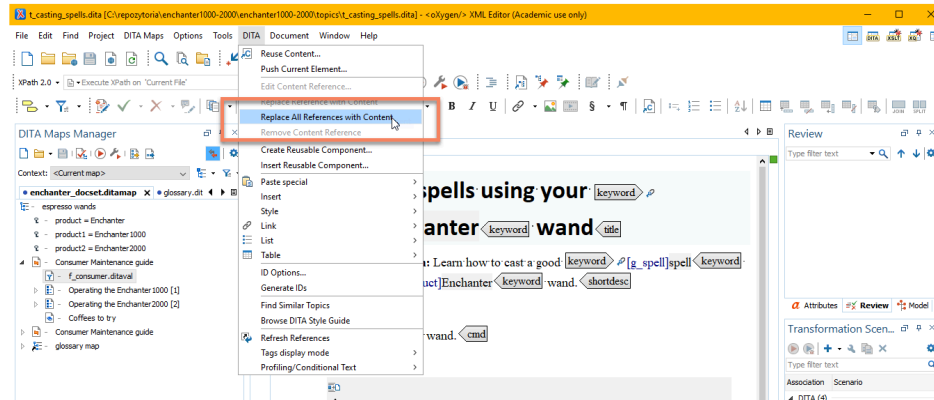 t_casting_spells.dita [C:\repozytoria\enchanter1000-2000\enchanter1000-2000\topics\t_casting_spells.dita] - <oXygen/> XML Editor (Academic use only)
File Edit Find Project DITA Maps Options Tools DITA Document Window Help
DITA XSLT XQ
XPath 2.0 Execute XPath on 'Current File'
B I U § ¶ JOIN SPLIT
Reuse Content...
Push Current Element...
Edit Content Reference...
Replace Reference with Content
Replace All References with Content
Remove Content Reference
Create Reusable Component...
Insert Reusable Component...
Paste special
Insert
Style
Link
List
Table
ID Options...
Generate IDs
Find Similar Topics
Browse DITA Style Guide
Refresh References
Tags display mode
Profiling/Conditional Text
DITA Maps Manager
Context: <Current map>
enchanter_docset.ditamap glossary.dit
espresso wands
product = Enchanter
product1 = Enchanter1000
product2 = Enchanter2000
Consumer Maintenance guide
f_consumer.ditaval
Operating the Enchanter1000 [1]
Operating the Enchanter2000 [2]
Coffees to try
Consumer Maintenance guide
glossary map
spells using your keyword
anter keyword wand title
n: Learn how to cast a good keyword [g_spell]spell keyword
uct]Enchanter keyword wand. shortdesc
wand. cmd
Review
Type filter text
Attributes Review Model
Transformation Scen...
Type filter text
Association Scenario
DITA (4)